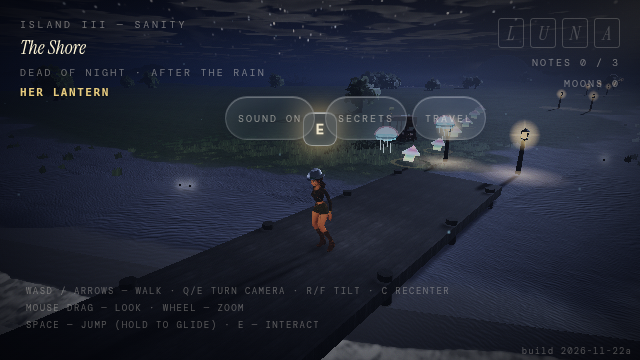 ISLAND III — SANITY
The Shore
DEAD OF NIGHT · AFTER THE RAIN
HER LANTERN
L U N A
NOTES 0 / 3
MOONS 0
SOUND ON
E
SECRETS
TRAVEL
WASD / ARROWS — WALK · Q/E TURN CAMERA · R/F TILT · C RECENTER
MOUSE DRAG — LOOK · WHEEL — ZOOM
SPACE — JUMP (HOLD TO GLIDE) · E — INTERACT
build 2026-11-22a